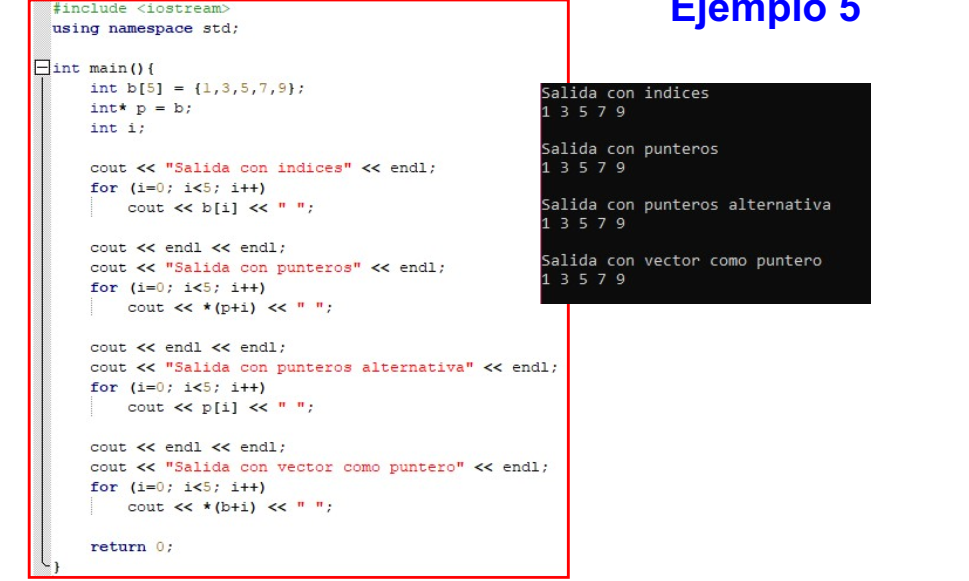 Ejemplo 5
#include <iostream>
using namespace std;
int main(){
int b[5] = {1,3,5,7,9};
int* p = b;
int i;
cout << "Salida con indices" << endl;
for (i=0; i<5; i++)
cout << b[i] << " ";
cout << endl << endl;
cout << "Salida con punteros" << endl;
for (i=0; i<5; i++)
cout << *(p+i) << " ";
cout << endl << endl;
cout << "Salida con punteros alternativa" << endl;
for (i=0; i<5; i++)
cout << p[i] << " ";
cout << endl << endl;
cout << "Salida con vector como puntero" << endl;
for (i=0; i<5; i++)
cout << *(b+i) << " ";
return 0;
}
Salida con indices
1 3 5 7 9
Salida con punteros
1 3 5 7 9
Salida con punteros alternativa
1 3 5 7 9
Salida con vector como puntero
1 3 5 7 9